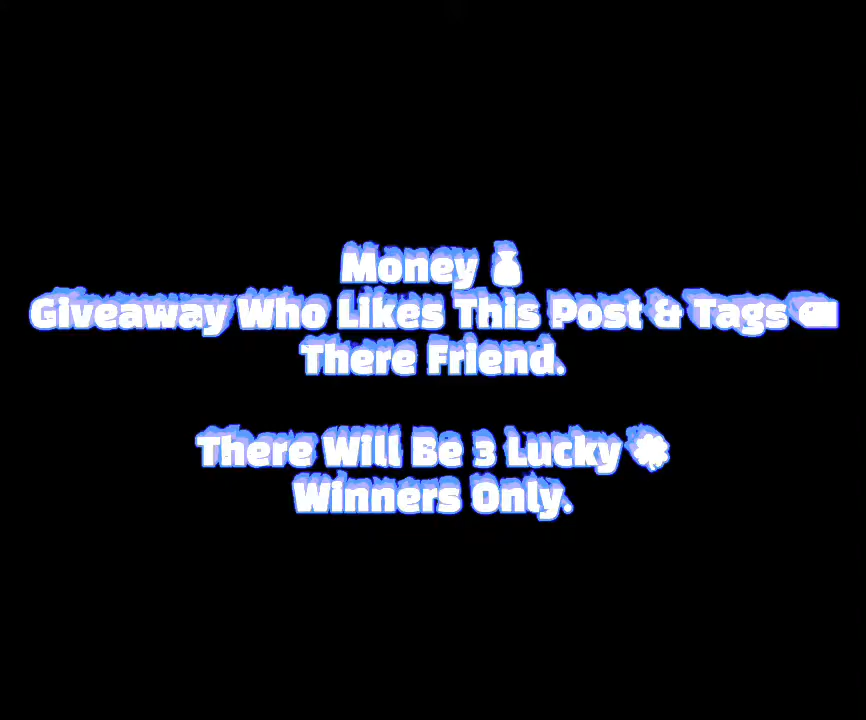 Money 💰
Giveaway Who Likes This Post & Tags🏷
There Friend.
There Will Be 3 Lucky 🍀
Winners Only.